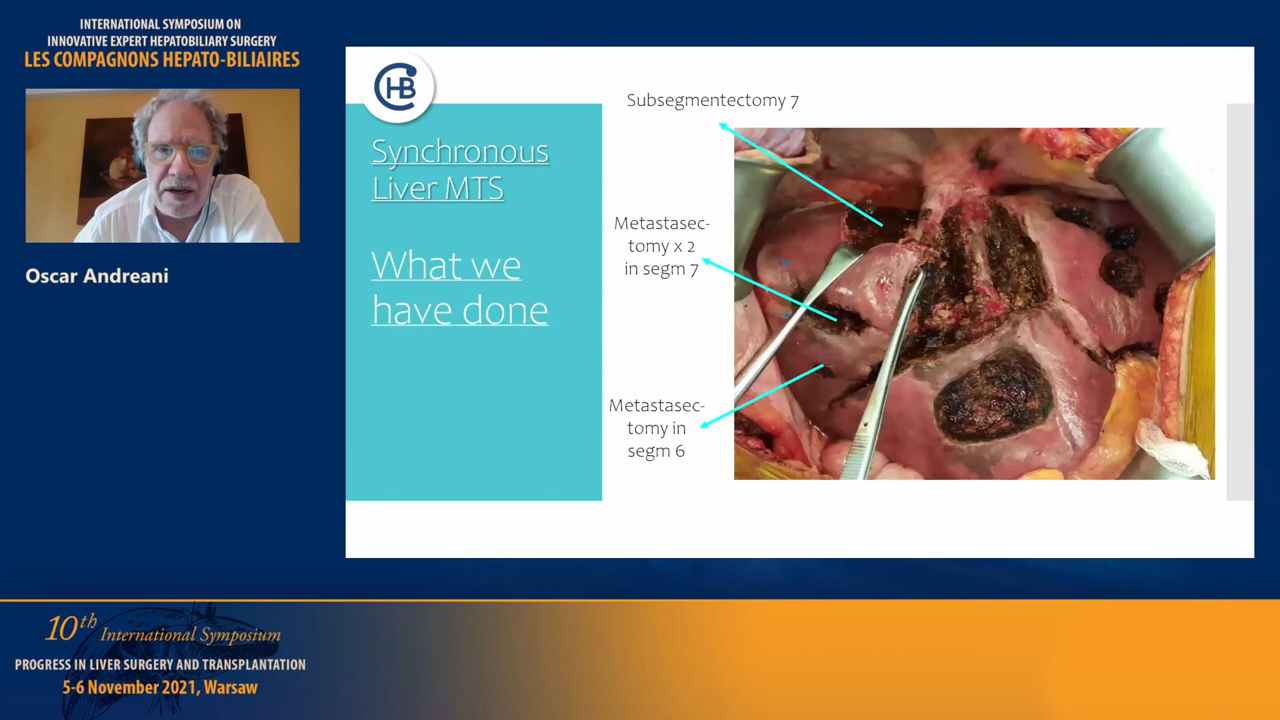 INTERNATIONAL SYMPOSIUM ON
INNOVATIVE EXPERT HEPATOBILIARY SURGERY
LES COMPAGNONS HEPATO-BILIAIRES
Oscar Andreani
CHB
Synchronous
Liver MTS
What we
have done
Subsegmentectomy 7
Metastasec-
tomy x 2
in segm 7
Metastasec-
tomy in
segm 6
10th International Symposium
PROGRESS IN LIVER SURGERY AND TRANSPLANTATION
5-6 November 2021, Warsaw